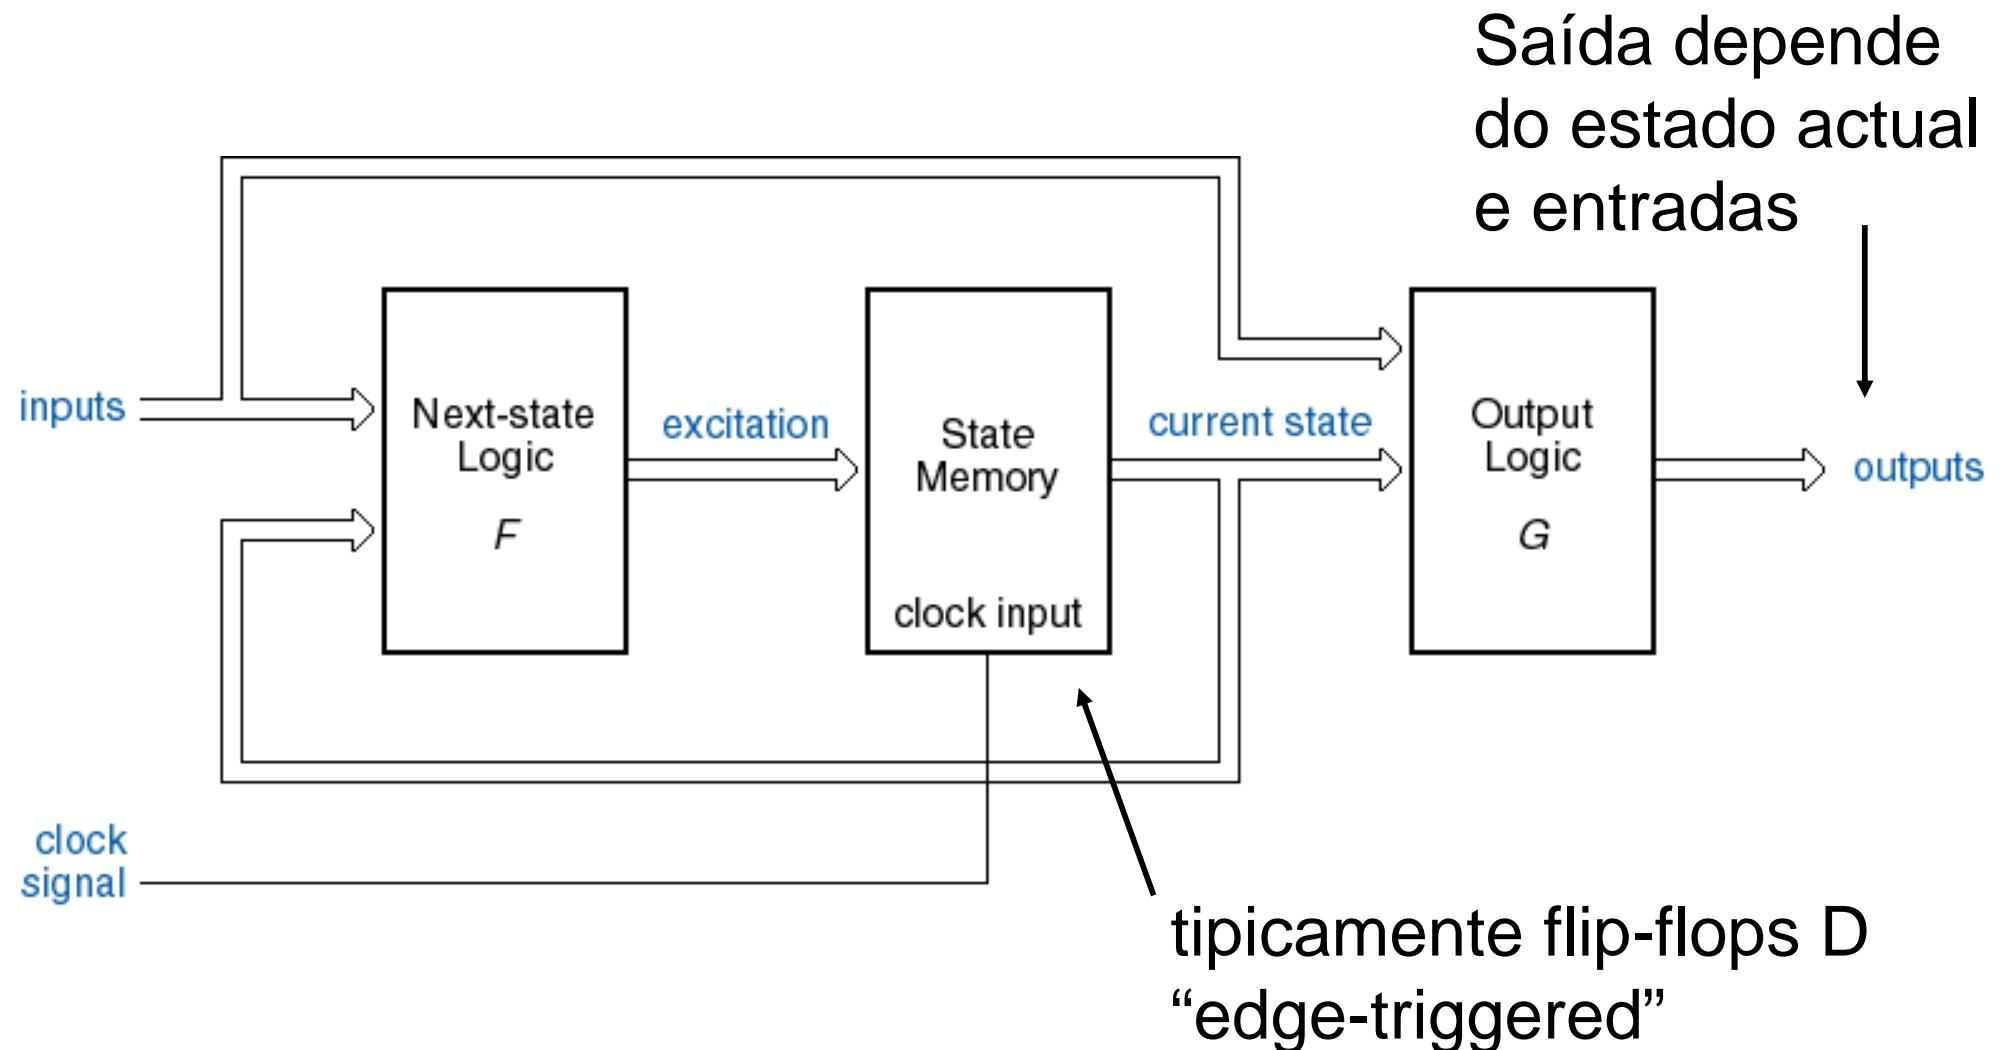 Saída depende
do estado actual
e entradas
inputs
Next-state
Logic
F
excitation
State
Memory
clock input
current state
Output
Logic
G
outputs
clock
signal
tipicamente flip-flops D
“edge-triggered”